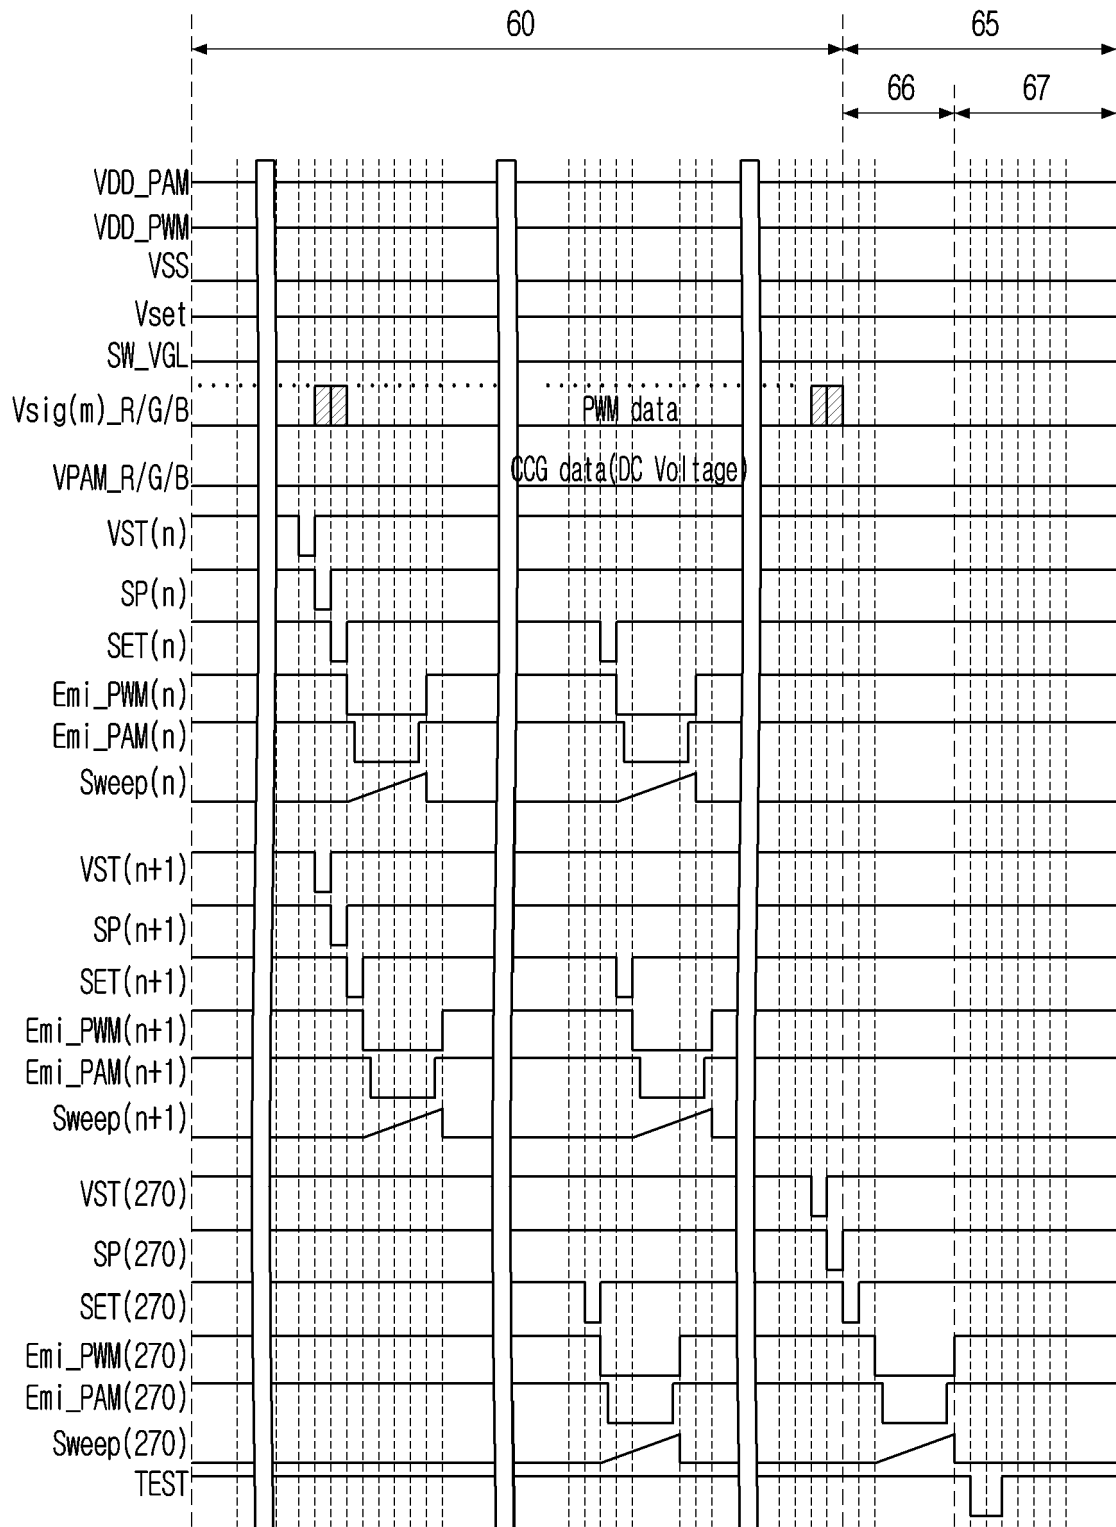 60
65
66
67
VDD_PAM
VDD_PWM
VSS
Vset
SW_VGL
Vsig(m)_R/G/B
PWM data
VPAM_R/G/B
CCG data(DC Voltage)
VST(n)
SP(n)
SET(n)
Emi_PWM(n)
Emi_PAM(n)
Sweep(n)
VST(n+1)
SP(n+1)
SET(n+1)
Emi_PWM(n+1)
Emi_PAM(n+1)
Sweep(n+1)
VST(270)
SP(270)
SET(270)
Emi_PWM(270)
Emi_PAM(270)
Sweep(270)
TEST